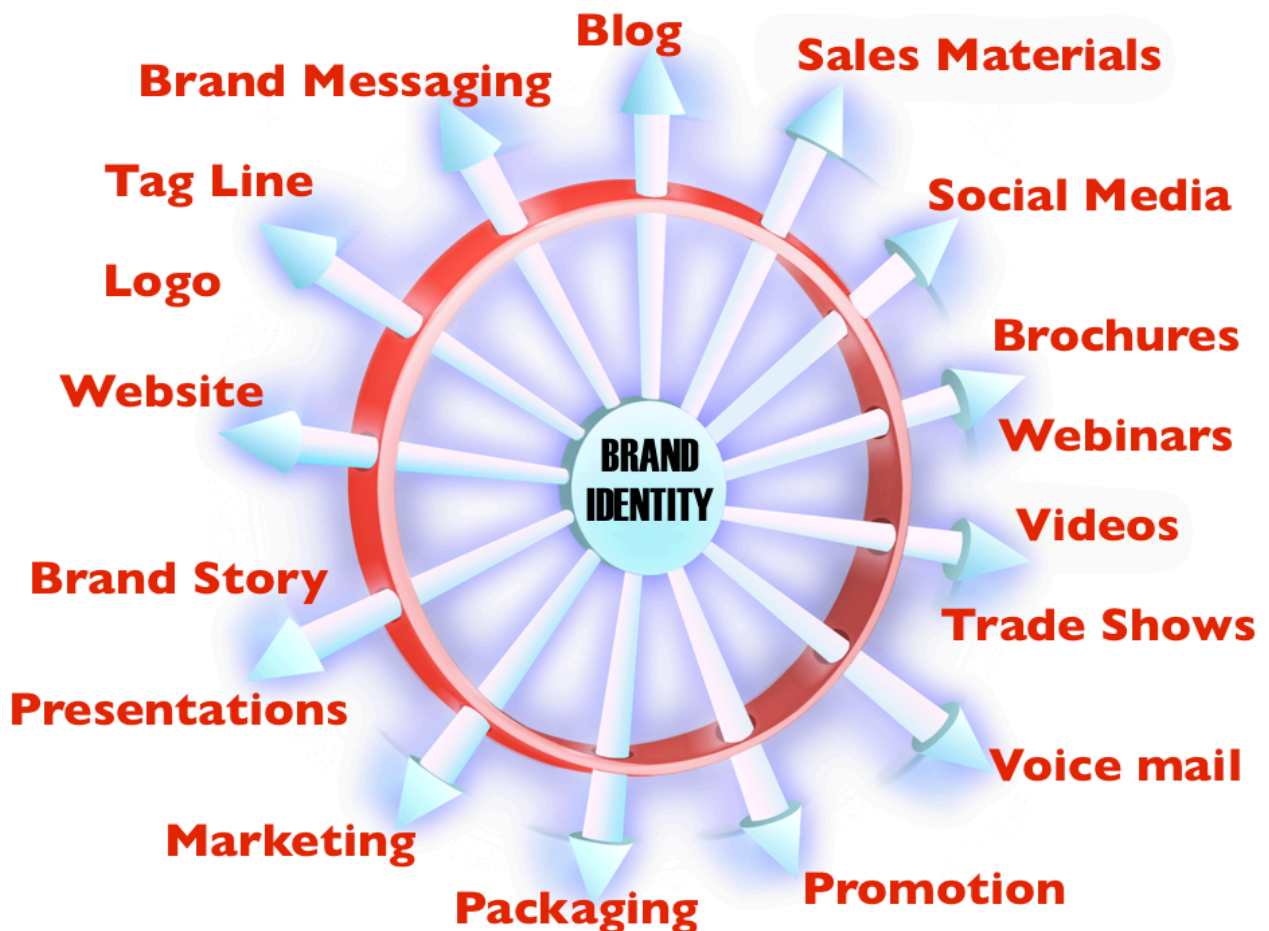 Blog
Sales Materials
Brand Messaging
Tag Line
Social Media
Logo
Brochures
Website
Webinars
BRAND
IDENTITY
Videos
Brand Story
Trade Shows
Presentations
Voice mail
Marketing
Promotion
Packaging